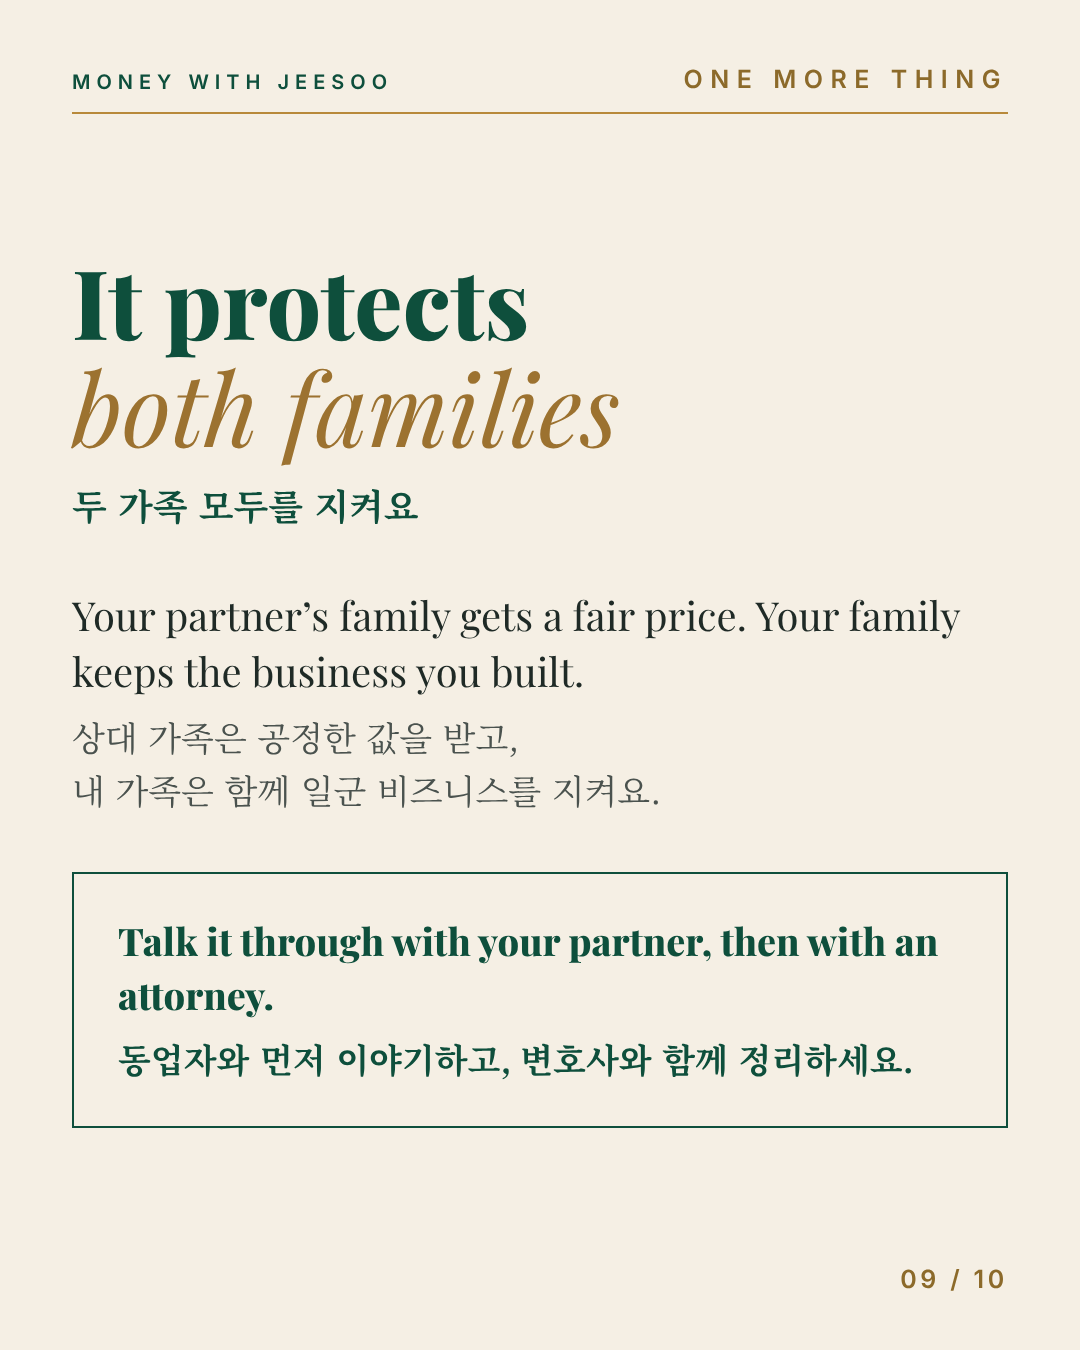 MONEY WITH JEESOO
ONE MORE THING
It protects
both families
두 가족 모두를 지켜요
Your partner’s family gets a fair price. Your family
keeps the business you built.
상대 가족은 공정한 값을 받고,
내 가족은 함께 일군 비즈니스를 지켜요.
Talk it through with your partner, then with an
attorney.
동업자와 먼저 이야기하고, 변호사와 함께 정리하세요.
09 / 10